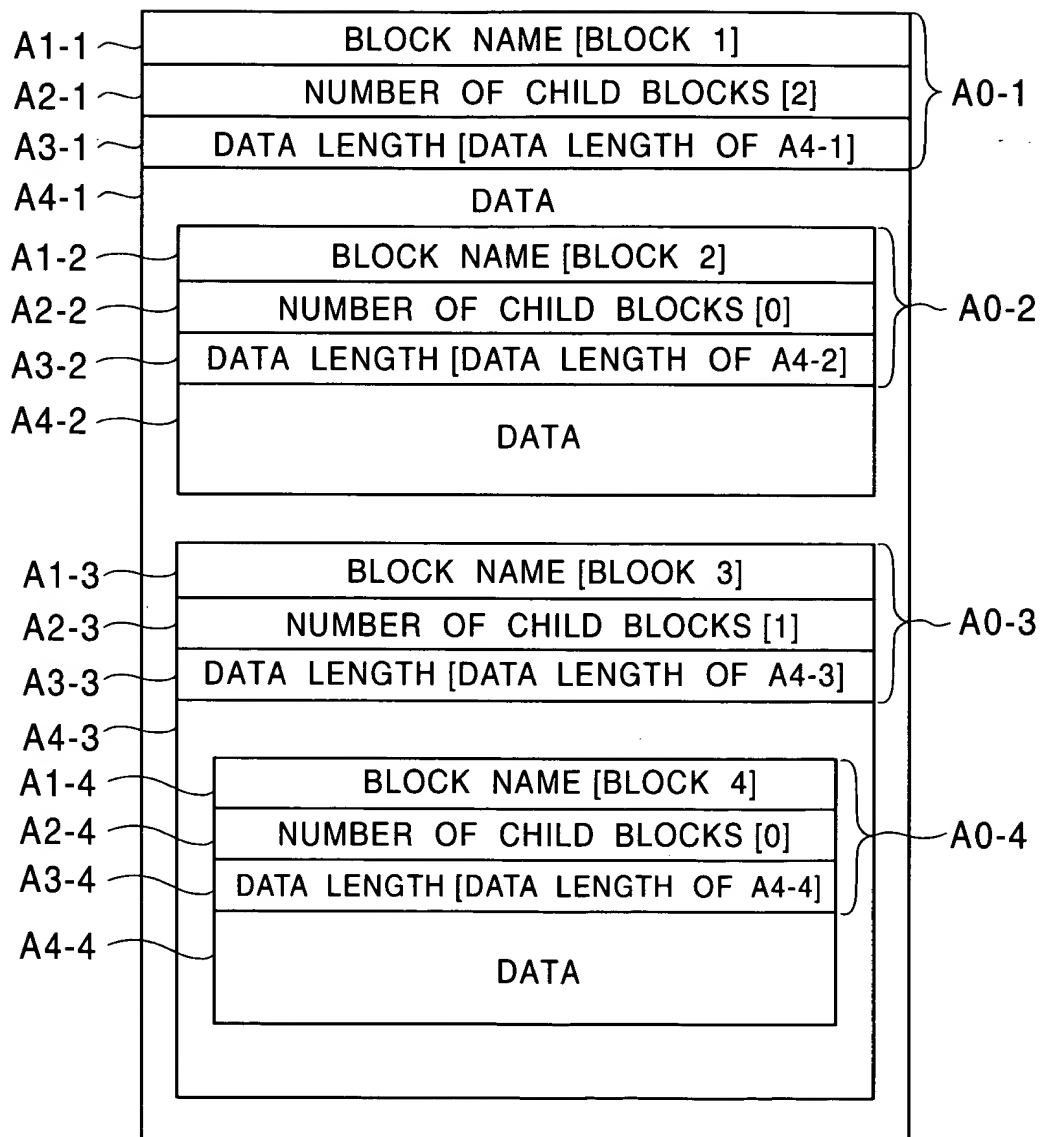 A1-1 BLOCK NAME [BLOCK 1]
A2-1 NUMBER OF CHILD BLOCKS [2] A0-1
A3-1 DATA LENGTH [DATA LENGTH OF A4-1]
A4-1 DATA
A1-2 BLOCK NAME [BLOCK 2]
A2-2 NUMBER OF CHILD BLOCKS [0] A0-2
A3-2 DATA LENGTH [DATA LENGTH OF A4-2]
A4-2 DATA
A1-3 BLOCK NAME [BLOOK 3]
A2-3 NUMBER OF CHILD BLOCKS [1] A0-3
A3-3 DATA LENGTH [DATA LENGTH OF A4-3]
A4-3
A1-4 BLOCK NAME [BLOCK 4]
A2-4 NUMBER OF CHILD BLOCKS [0] A0-4
A3-4 DATA LENGTH [DATA LENGTH OF A4-4]
A4-4 DATA